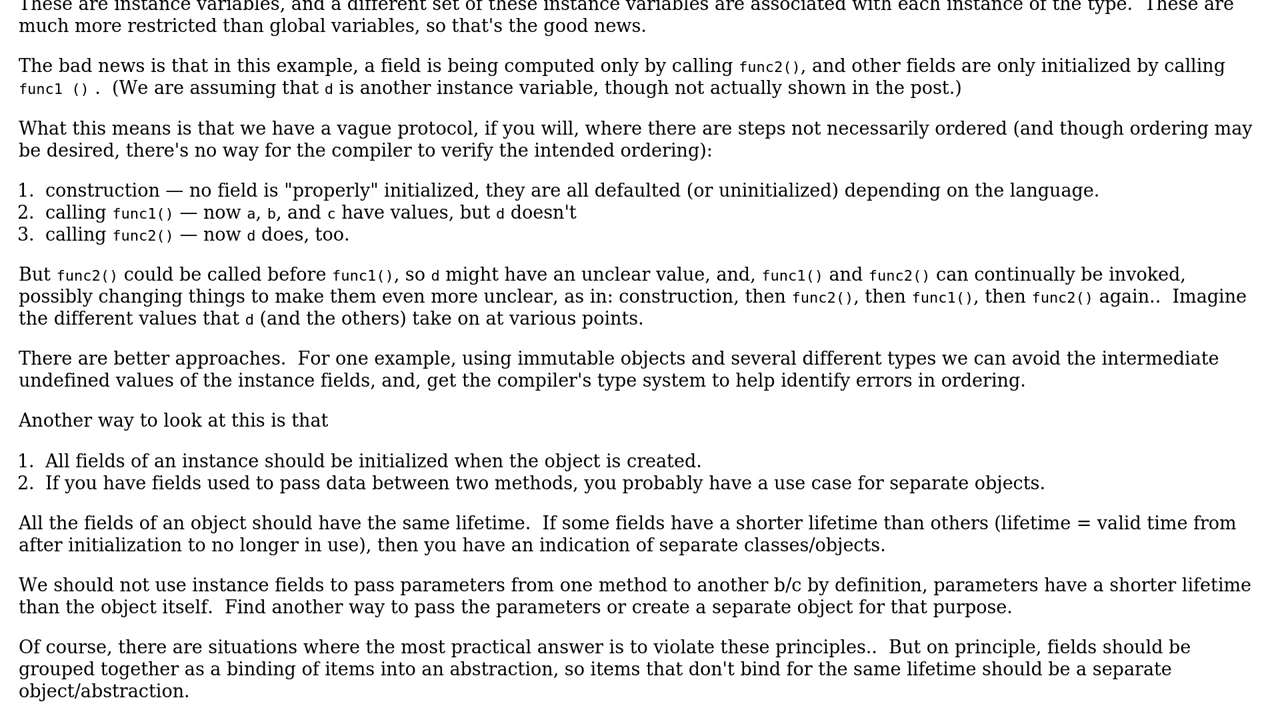 These are instance variables, and a different set of these instance variables are associated with each instance of the type.  These are
much more restricted than global variables, so that's the good news.
The bad news is that in this example, a field is being computed only by calling func2(), and other fields are only initialized by calling
func1 () .  (We are assuming that d is another instance variable, though not actually shown in the post.)
What this means is that we have a vague protocol, if you will, where there are steps not necessarily ordered (and though ordering may
be desired, there's no way for the compiler to verify the intended ordering):
1.  construction — no field is "properly" initialized, they are all defaulted (or uninitialized) depending on the language.
2.  calling func1() — now a, b, and c have values, but d doesn't
3.  calling func2() — now d does, too.
But func2() could be called before func1(), so d might have an unclear value, and, func1() and func2() can continually be invoked,
possibly changing things to make them even more unclear, as in: construction, then func2(), then func1(), then func2() again..  Imagine
the different values that d (and the others) take on at various points.
There are better approaches.  For one example, using immutable objects and several different types we can avoid the intermediate
undefined values of the instance fields, and, get the compiler's type system to help identify errors in ordering.
Another way to look at this is that
1.  All fields of an instance should be initialized when the object is created.
2.  If you have fields used to pass data between two methods, you probably have a use case for separate objects.
All the fields of an object should have the same lifetime.  If some fields have a shorter lifetime than others (lifetime = valid time from
after initialization to no longer in use), then you have an indication of separate classes/objects.
We should not use instance fields to pass parameters from one method to another b/c by definition, parameters have a shorter lifetime
than the object itself.  Find another way to pass the parameters or create a separate object for that purpose.
Of course, there are situations where the most practical answer is to violate these principles..  But on principle, fields should be
grouped together as a binding of items into an abstraction, so items that don't bind for the same lifetime should be a separate
object/abstraction.